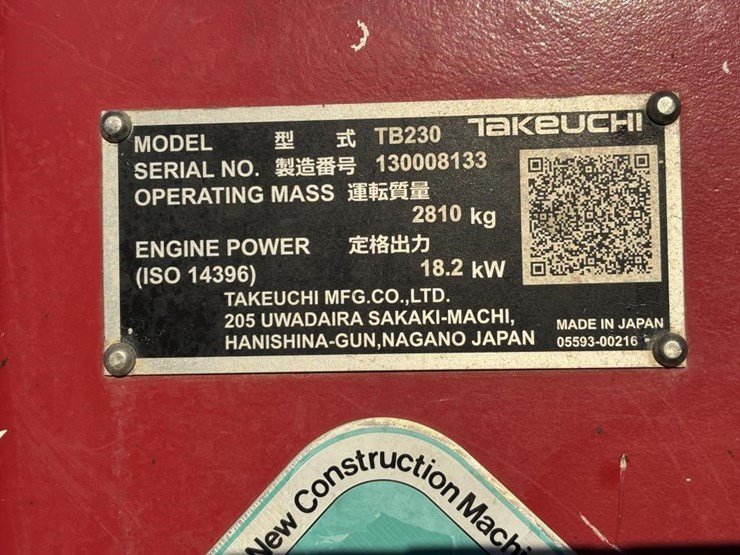 TAKEUCHI
MODEL 型 式 TB230
SERIAL NO. 製造番号 130008133
OPERATING MASS 運転質量
2810 kg
ENGINE POWER 定格出力
(ISO 14396) 18.2 kW
TAKEUCHI MFG.CO.,LTD.
205 UWADAIRA SAKAKI-MACHI,
HANISHINA-GUN,NAGANO JAPAN
MADE IN JAPAN
05593-00216
New Construction Machi